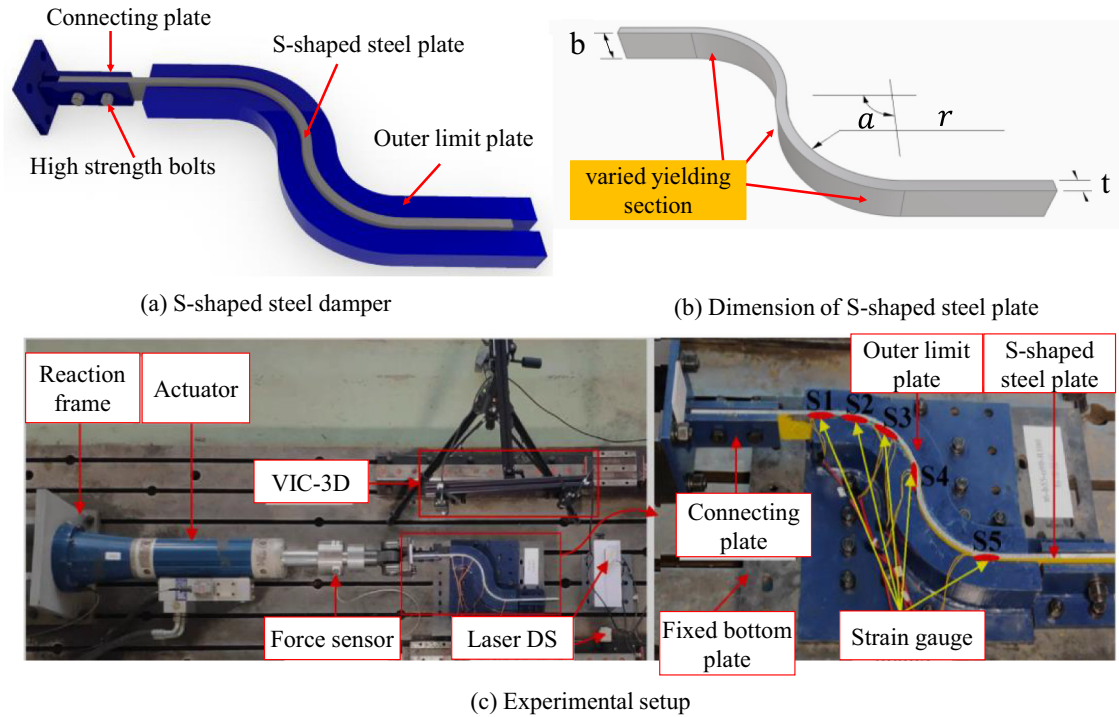 Connecting plate
S-shaped steel plate
Outer limit plate
High strength bolts
(a) S-shaped steel damper
b
a
r
t
varied yielding
section
(b) Dimension of S-shaped steel plate
Reaction
frame
Actuator
VIC-3D
Force sensor
Laser DS
Outer limit
plate
S-shaped
steel plate
S1
S2
S3
S4
S5
Connecting
plate
Fixed bottom
plate
Strain gauge
(c) Experimental setup